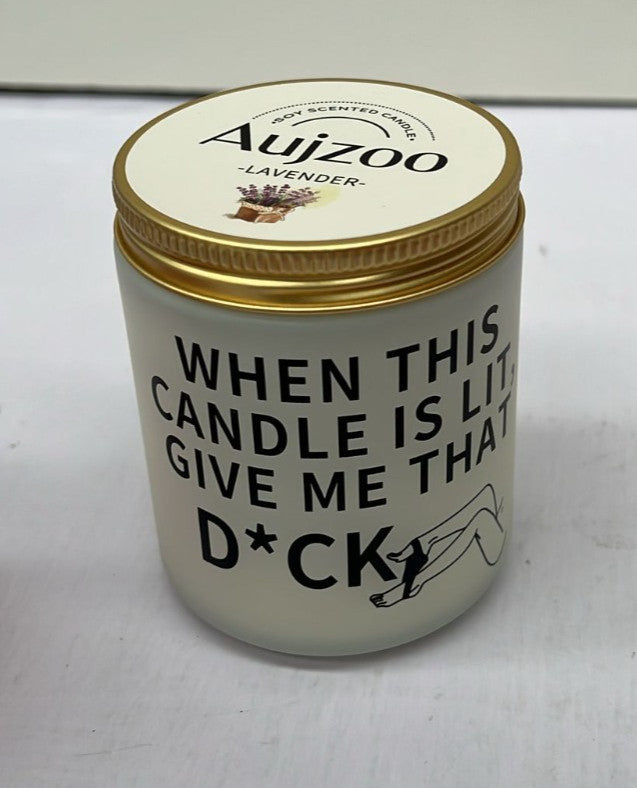 SOY SCENTED CANDLE
Aujzoo
-LAVENDER-
WHEN THIS
CANDLE IS LIT,
GIVE ME THAT
D*CK